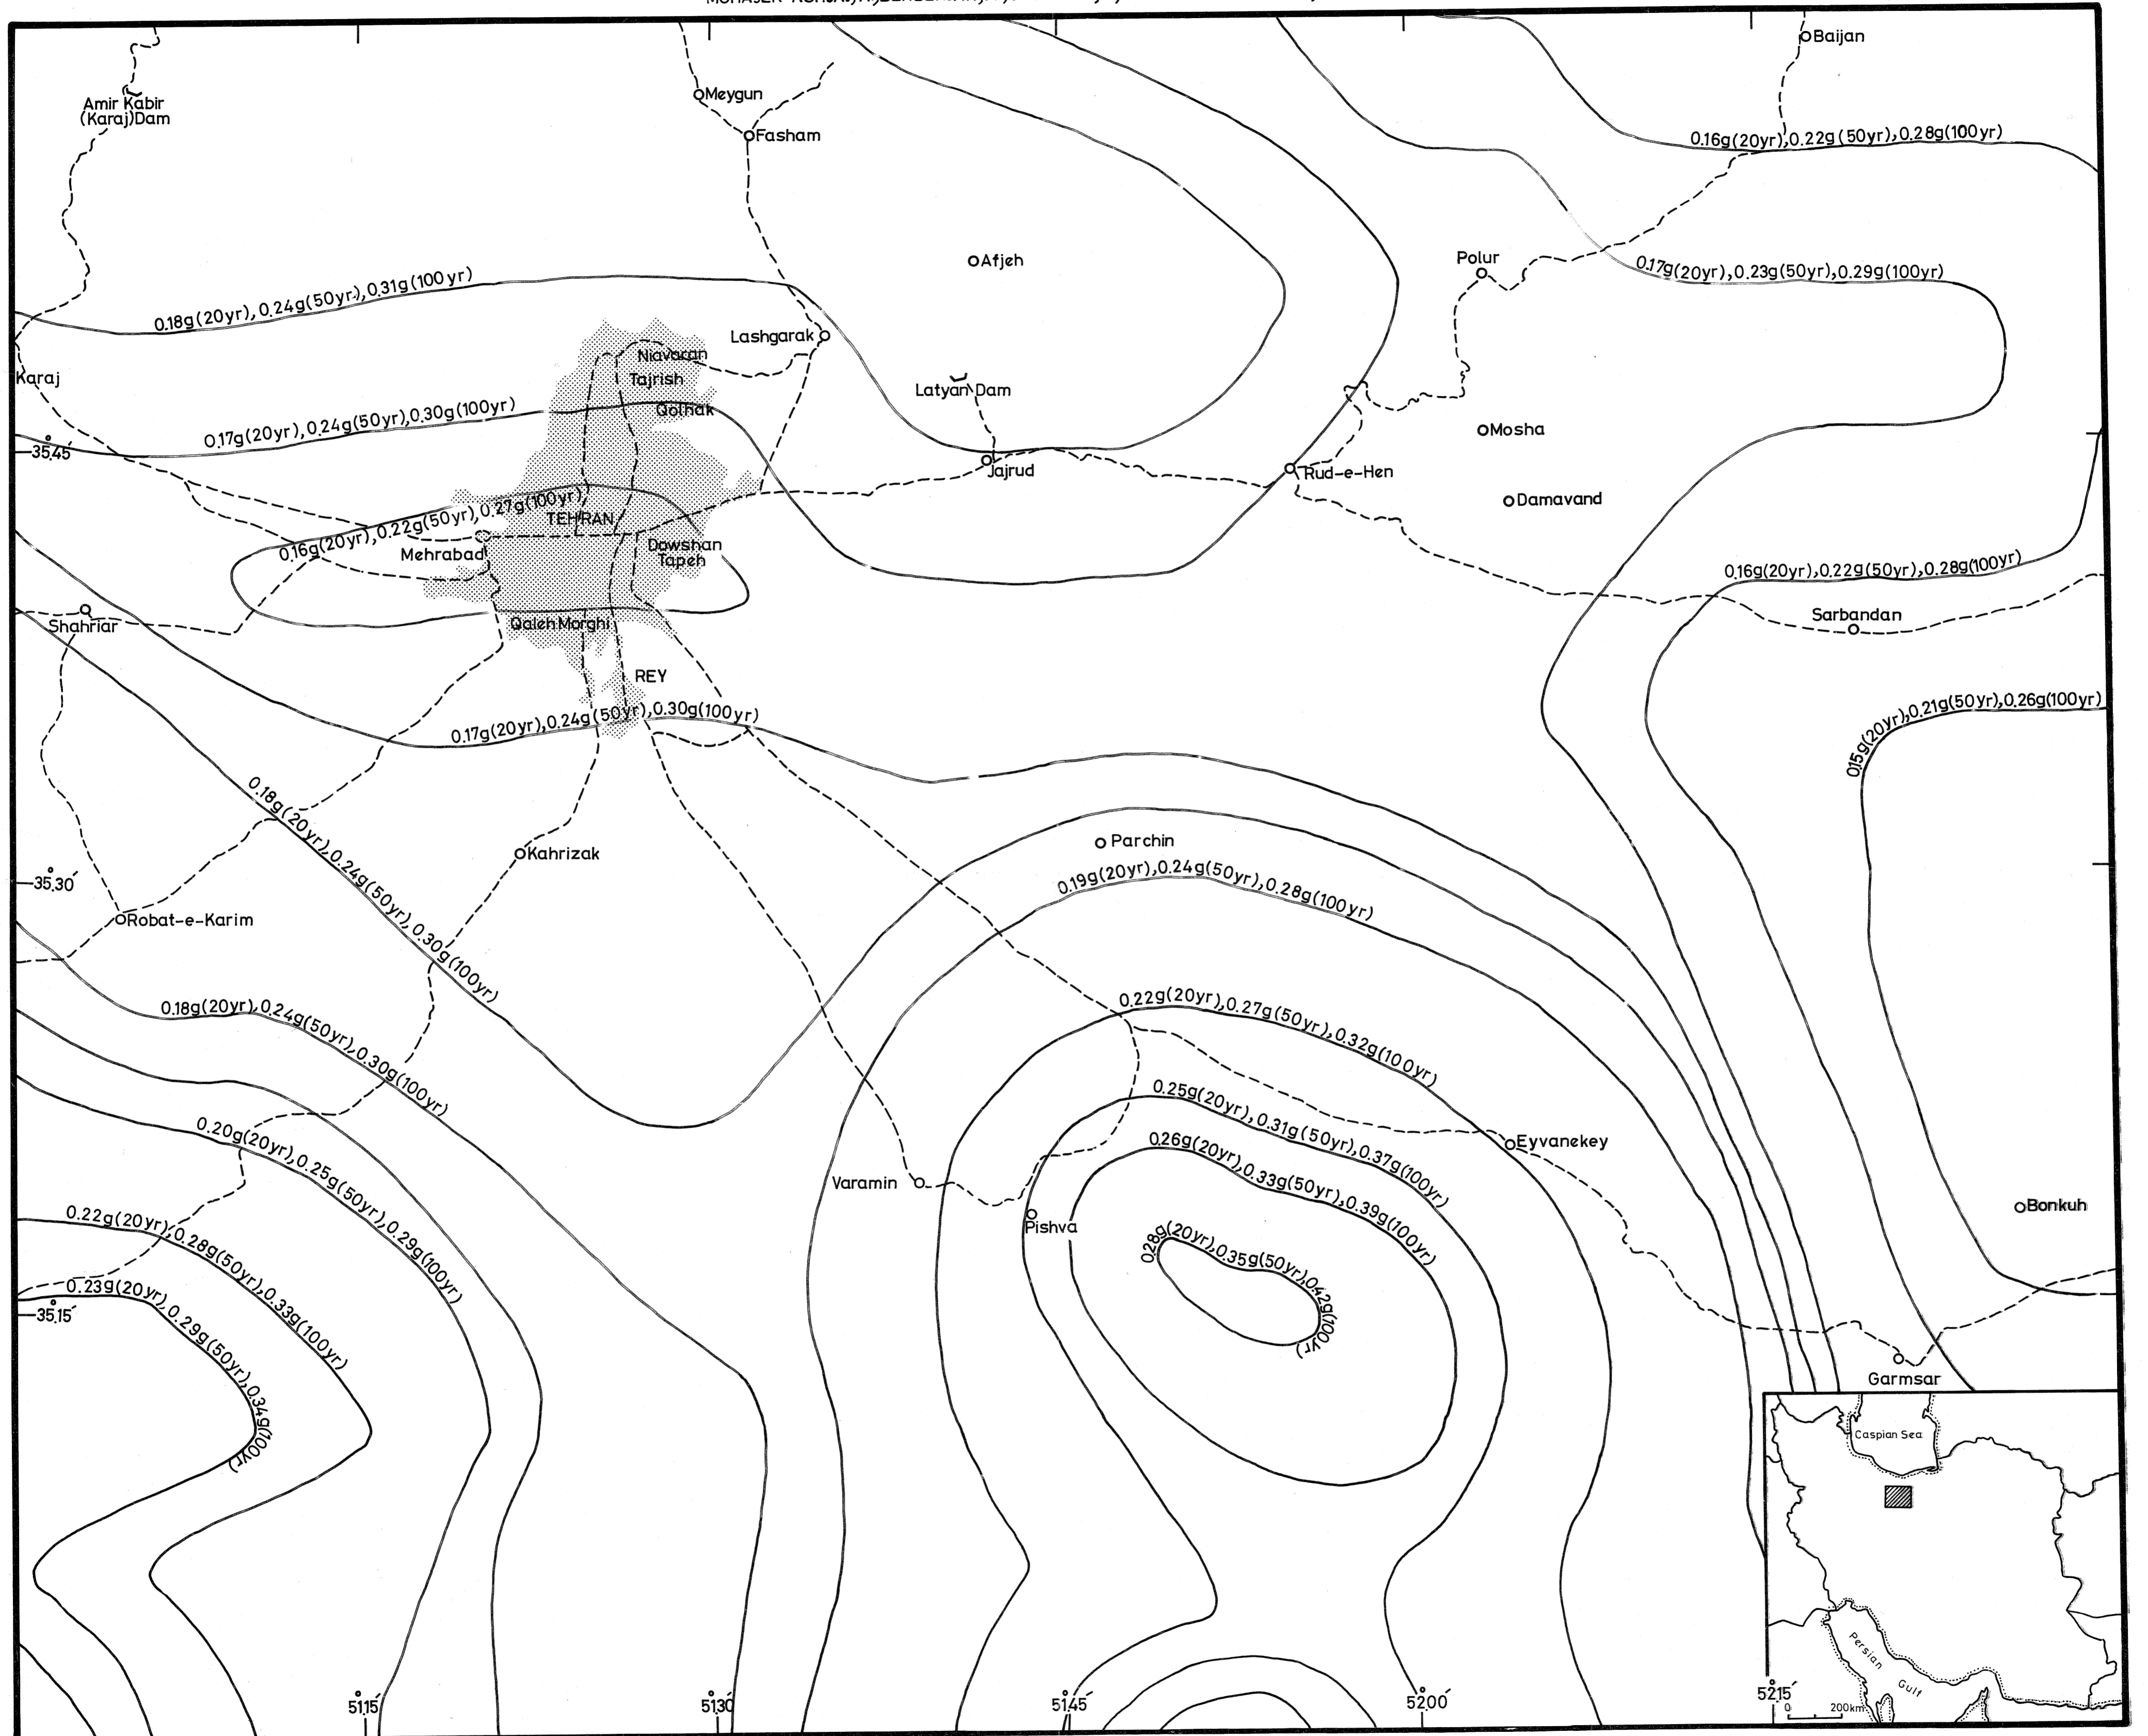 Baijan
Amir Kabir
(Karaj)Dam
Meygun
Fasham
0.16g(20yr),0.22g(50yr),0.28g(100yr)
Afjeh
Polur
0.17g(20yr),0.23g(50yr),0.29g(100yr)
0.18g(20yr),0.24g(50yr),0.31g(100yr)
Lashgarak
Niavaran
Karaj
Tajrish
Latyan Dam
Qolhak
0.17g(20yr),0.24g(50yr),0.30g(100yr)
Mosha
35°.45′
Jajrud
Rud-e-Hen
Damavand
0.16g(20yr),0.22g(50yr),0.27g(100yr)
TEHRAN
Mehrabad
Dowshan
Tapeh
0.16g(20yr),0.22g(50yr),0.28g(100yr)
Sarbandan
Shahriar
Qaleh Morghi
REY
0.17g(20yr),0.24g(50yr),0.30g(100yr)
0.15g(20yr),0.21g(50yr),0.26g(100yr)
0.18g(20yr),0.24g(50yr),0.30g(100yr)
Parchin
Kahrizak
0.19g(20yr),0.24g(50yr),0.28g(100yr)
35°.30′
Robat-e-Karim
0.18g(20yr),0.24g(50yr),0.30g(100yr)
0.22g(20yr),0.27g(50yr),0.32g(100yr)
0.25g(20yr),0.31g(50yr),0.37g(100yr)
0.20g(20yr),0.25g(50yr),0.29g(100yr)
0.26g(20yr),0.33g(50yr),0.39g(100yr)
Eyvanekey
Varamin
Bonkuh
0.22g(20yr),0.28g(50yr),0.33g(100yr)
Pishva
0.28g(20yr),0.35g(50yr),0.42g(100yr)
0.23g(20yr),0.29g(50yr),0.34g(100yr)
35°.15′
Garmsar
Caspian Sea
Persian Gulf
51°.15′
51°.30′
51°.45′
52°.00′
52°.15′
0 200km.